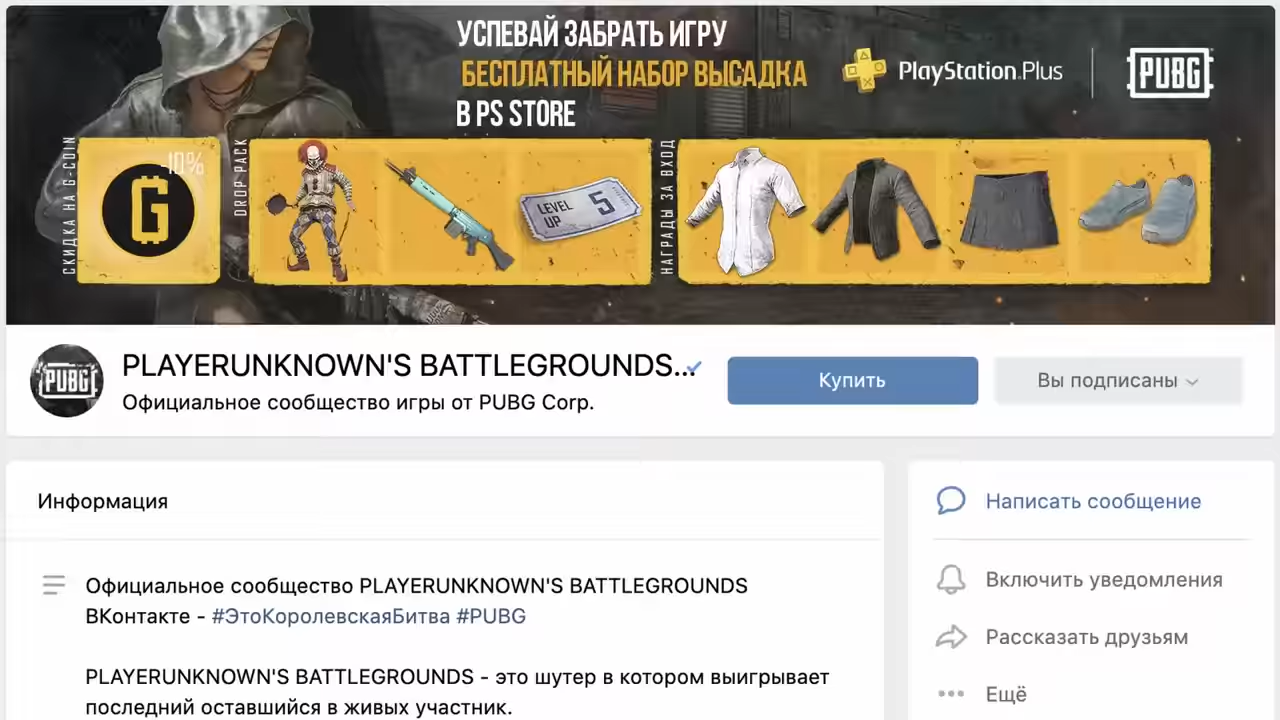 УСПЕВАЙ ЗАБРАТЬ ИГРУ
БЕСПЛАТНЫЙ НАБОР ВЫСАДКА
В PS STORE
PlayStation.Plus
PUBG
СКИДКА НА G-COIN
-10%
G
DROP PACK
LEVEL UP 5
НАГРАДЫ ЗА ВХОД
PUBG
PLAYERUNKNOWN'S BATTLEGROUNDS...
Официальное сообщество игры от PUBG Corp.
Купить
Вы подписаны
Информация
Официальное сообщество PLAYERUNKNOWN'S BATTLEGROUNDS
ВКонтакте - #ЭтоКоролевскаяБитва #PUBG
PLAYERUNKNOWN'S BATTLEGROUNDS - это шутер в котором выигрывает
последний оставшийся в живых участник.
Написать сообщение
Включить уведомления
Рассказать друзьям
Ещё